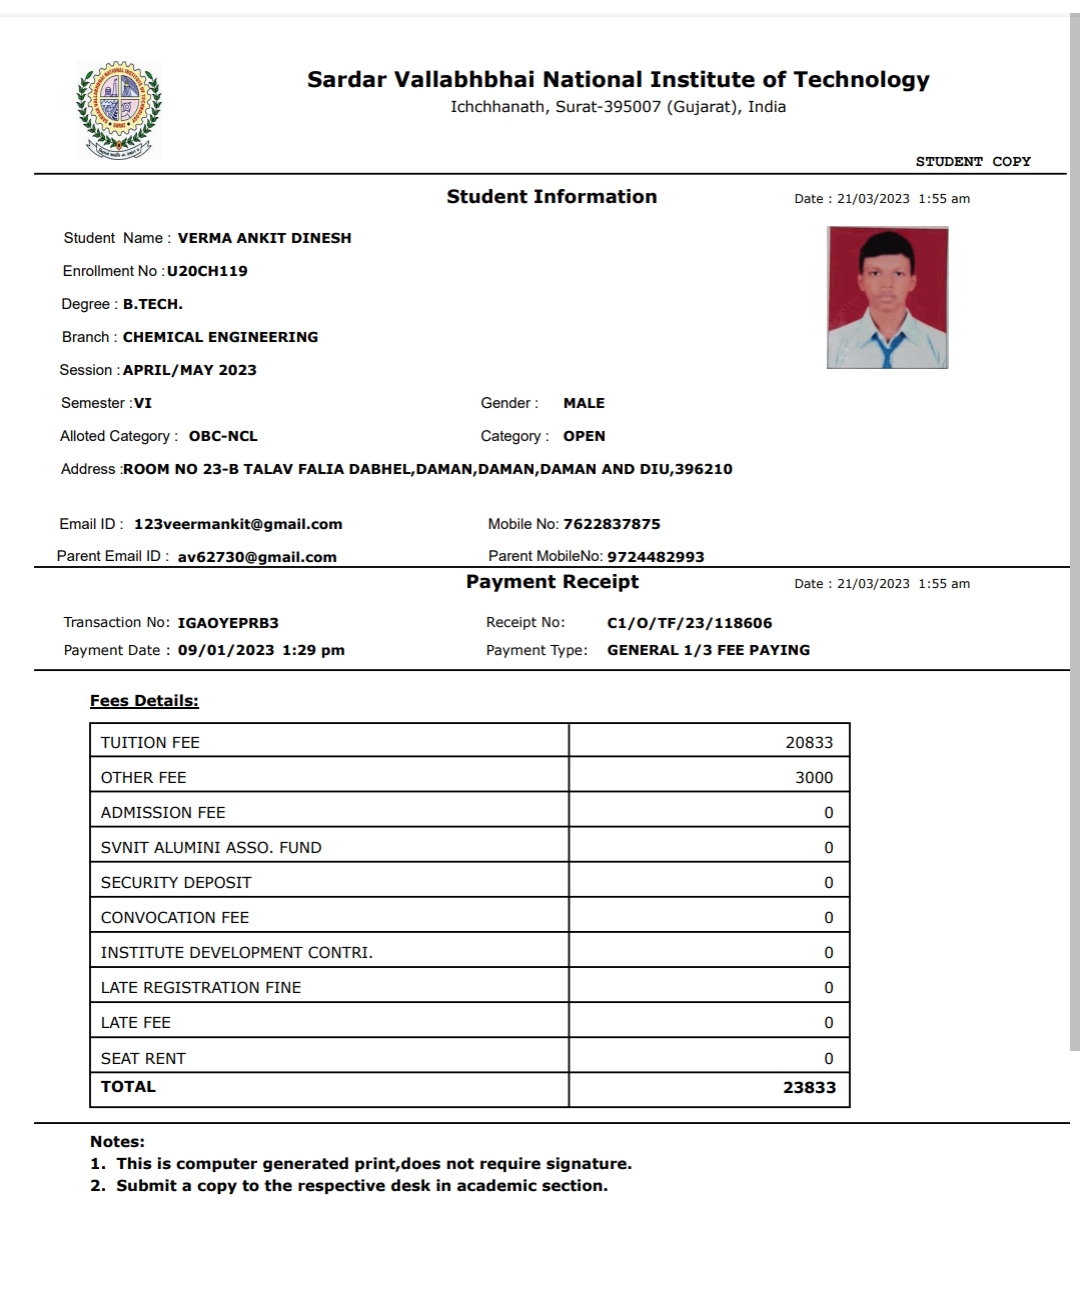 Sardar Vallabhbhai National Institute of Technology
Ichchhanath, Surat-395007 (Gujarat), India
STUDENT COPY
Student Information
Date : 21/03/2023 1:55 am
Student Name : VERMA ANKIT DINESH
Enrollment No :U20CH119
Degree : B.TECH.
Branch : CHEMICAL ENGINEERING
Session :APRIL/MAY 2023
Semester :VI Gender : MALE
Alloted Category : OBC-NCL Category : OPEN
Address :ROOM NO 23-B TALAV FALIA DABHEL,DAMAN,DAMAN,DAMAN AND DIU,396210
Email ID : 123veermankit@gmail.com Mobile No: 7622837875
Parent Email ID : av62730@gmail.com Parent MobileNo: 9724482993
Payment Receipt Date : 21/03/2023 1:55 am
Transaction No: IGAOYEPRB3 Receipt No: C1/O/TF/23/118606
Payment Date : 09/01/2023 1:29 pm Payment Type: GENERAL 1/3 FEE PAYING
Fees Details:
TUITION FEE 20833
OTHER FEE 3000
ADMISSION FEE 0
SVNIT ALUMINI ASSO. FUND 0
SECURITY DEPOSIT 0
CONVOCATION FEE 0
INSTITUTE DEVELOPMENT CONTRI. 0
LATE REGISTRATION FINE 0
LATE FEE 0
SEAT RENT 0
TOTAL 23833
Notes:
1. This is computer generated print,does not require signature.
2. Submit a copy to the respective desk in academic section.